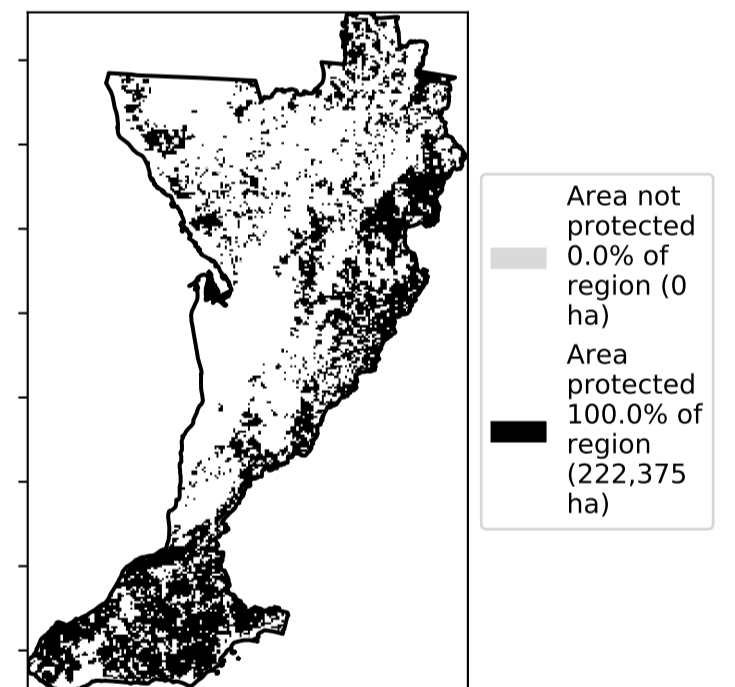 Area not
protected
0.0% of
region (0
ha)
Area
protected
100.0% of
region
(222,375
ha)